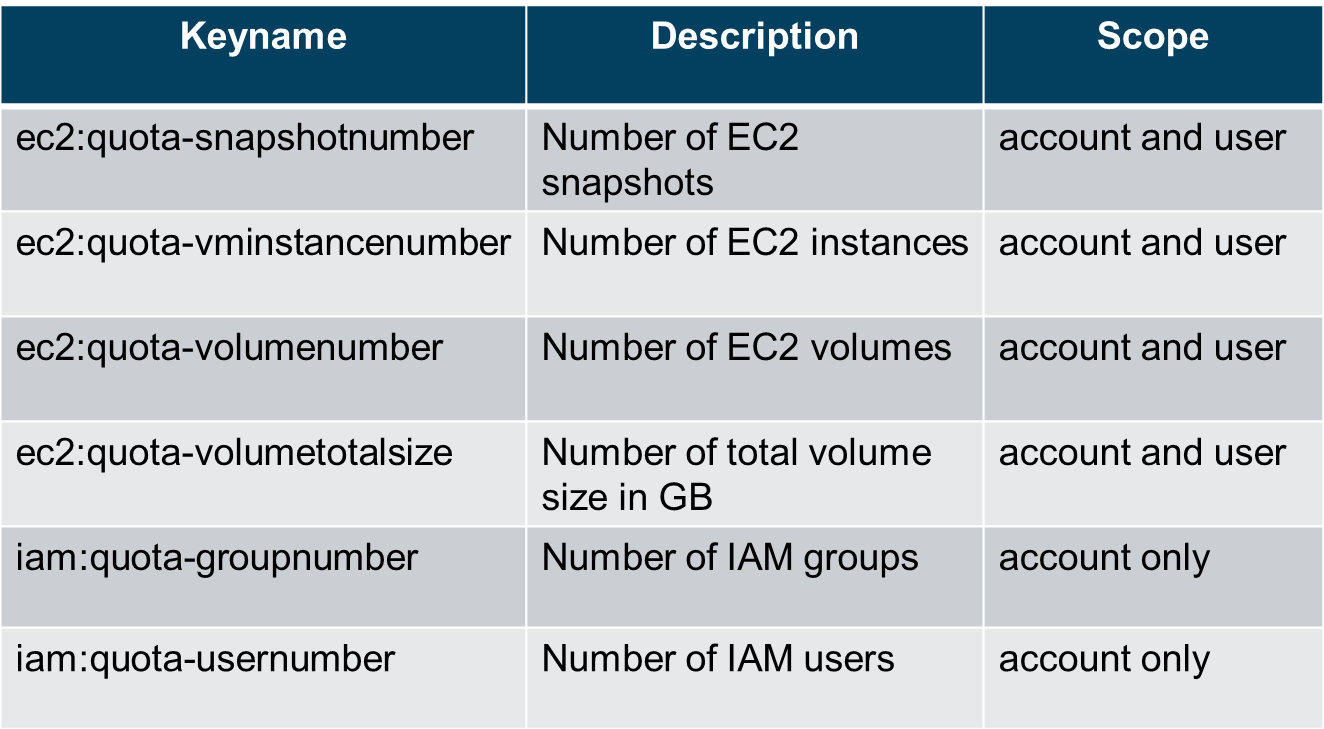 Keyname Description Scope
ec2:quota-snapshotnumber Number of EC2 account and user
snapshots
ec2:quota-vminstancenumber Number of EC2 instances account and user
ec2:quota-volumenumber Number of EC2 volumes account and user
ec2:quota-volumetotalsize Number of total volume account and user
size in GB
iam:quota-groupnumber Number of IAM groups account only
iam:quota-usernumber Number of IAM users account only